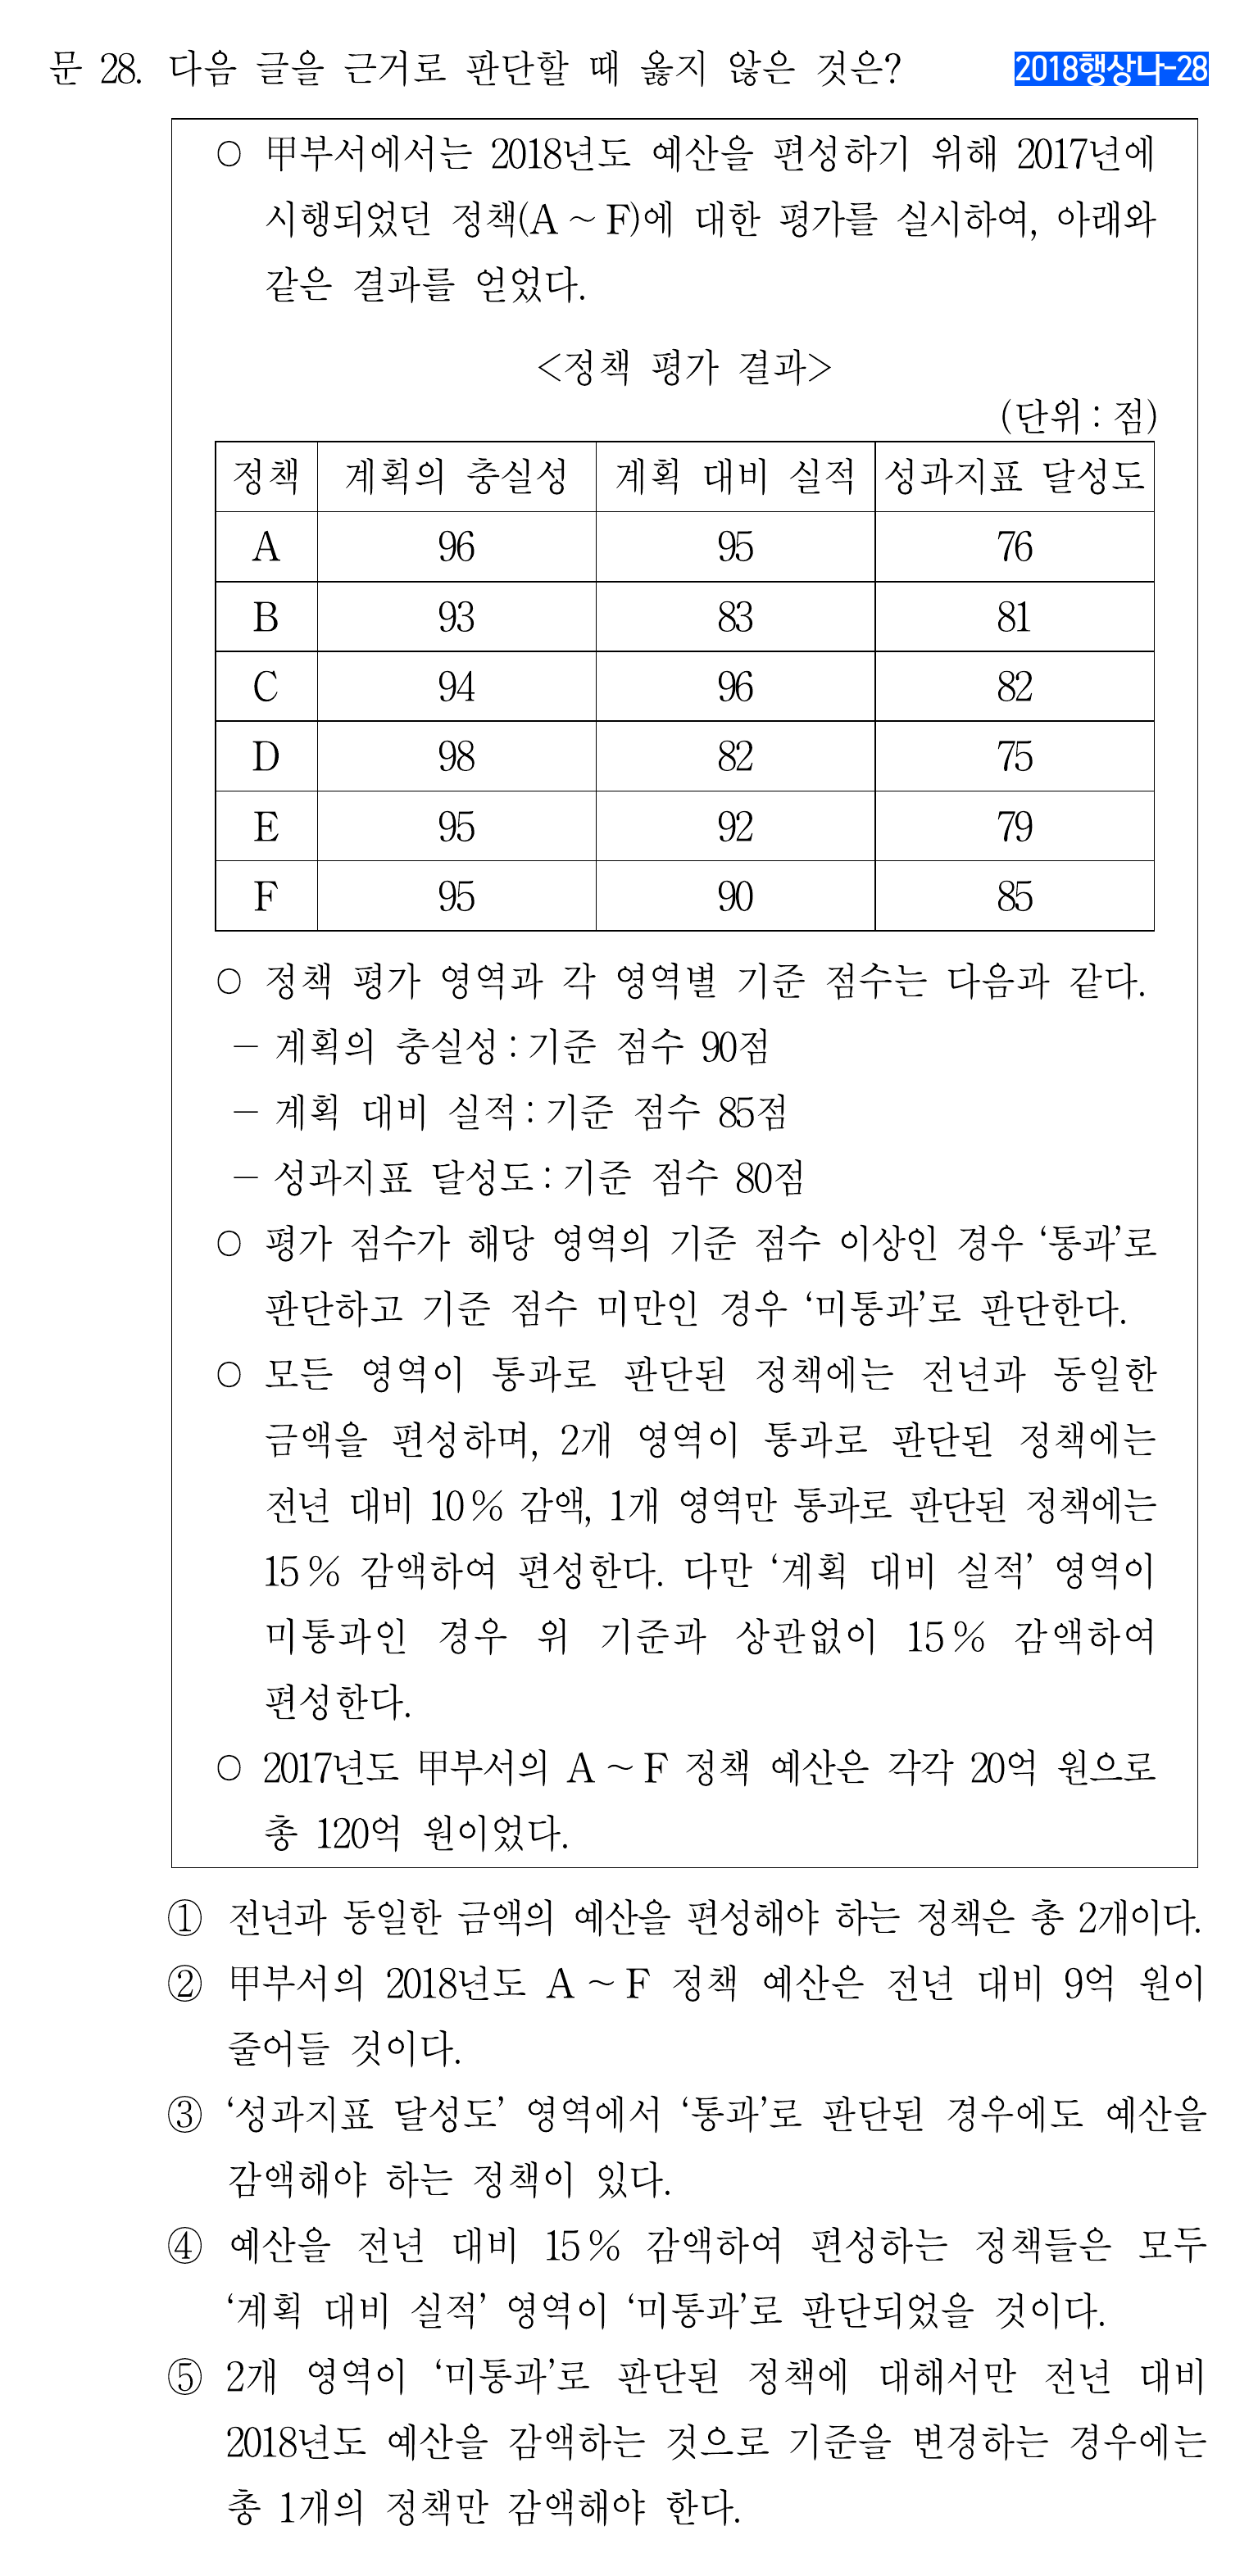 문 28. 다음 글을 근거로 판단할 때 옳지 않은 것은? 2018행상나-28
○ 甲부서에서는 2018년도 예산을 편성하기 위해 2017년에
시행되었던 정책(A ~ F)에 대한 평가를 실시하여, 아래와
같은 결과를 얻었다.
<정책 평가 결과>
(단위 : 점)
정책 계획의 충실성 계획 대비 실적 성과지표 달성도
A 96 95 76
B 93 83 81
C 94 96 82
D 98 82 75
E 95 92 79
F 95 90 85
○ 정책 평가 영역과 각 영역별 기준 점수는 다음과 같다.
- 계획의 충실성 : 기준 점수 90점
- 계획 대비 실적 : 기준 점수 85점
- 성과지표 달성도 : 기준 점수 80점
○ 평가 점수가 해당 영역의 기준 점수 이상인 경우 ‘통과’로
판단하고 기준 점수 미만인 경우 ‘미통과’로 판단한다.
○ 모든 영역이 통과로 판단된 정책에는 전년과 동일한
금액을 편성하며, 2개 영역이 통과로 판단된 정책에는
전년 대비 10 % 감액, 1개 영역만 통과로 판단된 정책에는
15 % 감액하여 편성한다. 다만 ‘계획 대비 실적’ 영역이
미통과인 경우 위 기준과 상관없이 15 % 감액하여
편성한다.
○ 2017년도 甲부서의 A ~ F 정책 예산은 각각 20억 원으로
총 120억 원이었다.
① 전년과 동일한 금액의 예산을 편성해야 하는 정책은 총 2개이다.
② 甲부서의 2018년도 A ~ F 정책 예산은 전년 대비 9억 원이
줄어들 것이다.
③ ‘성과지표 달성도’ 영역에서 ‘통과’로 판단된 경우에도 예산을
감액해야 하는 정책이 있다.
④ 예산을 전년 대비 15 % 감액하여 편성하는 정책들은 모두
‘계획 대비 실적’ 영역이 ‘미통과’로 판단되었을 것이다.
⑤ 2개 영역이 ‘미통과’로 판단된 정책에 대해서만 전년 대비
2018년도 예산을 감액하는 것으로 기준을 변경하는 경우에는
총 1개의 정책만 감액해야 한다.